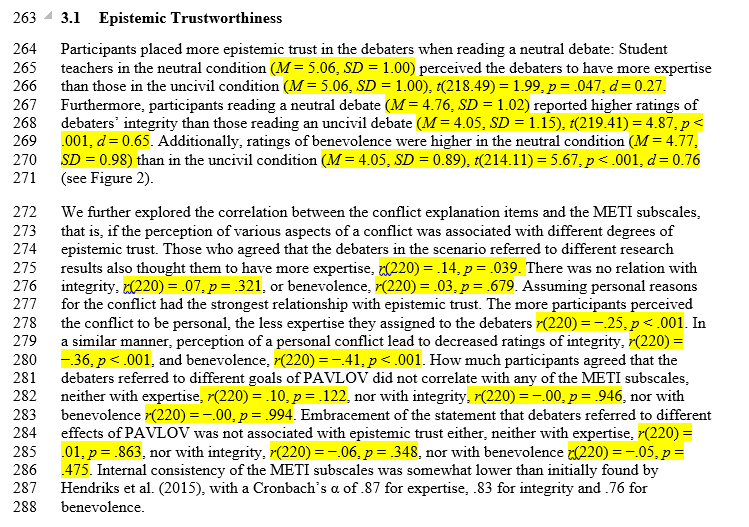 263 3.1 Epistemic Trustworthiness
264 Participants placed more epistemic trust in the debaters when reading a neutral debate: Student
265 teachers in the neutral condition (M = 5.06, SD = 1.00) perceived the debaters to have more expertise
266 than those in the uncivil condition (M = 5.06, SD = 1.00), t(218.49) = 1.99, p = .047, d = 0.27.
267 Furthermore, participants reading a neutral debate (M = 4.76, SD = 1.02) reported higher ratings of
268 debaters’ integrity than those reading an uncivil debate (M = 4.05, SD = 1.15), t(219.41) = 4.87, p <
269 .001, d = 0.65. Additionally, ratings of benevolence were higher in the neutral condition (M = 4.77,
270 SD = 0.98) than in the uncivil condition (M = 4.05, SD = 0.89), t(214.11) = 5.67, p < .001, d = 0.76
271 (see Figure 2).
272 We further explored the correlation between the conflict explanation items and the METI subscales,
273 that is, if the perception of various aspects of a conflict was associated with different degrees of
274 epistemic trust. Those who agreed that the debaters in the scenario referred to different research
275 results also thought them to have more expertise, r(220) = .14, p = .039. There was no relation with
276 integrity, r(220) = .07, p = .321, or benevolence, r(220) = .03, p = .679. Assuming personal reasons
277 for the conflict had the strongest relationship with epistemic trust. The more participants perceived
278 the conflict to be personal, the less expertise they assigned to the debaters r(220) = −.25, p < .001. In
279 a similar manner, perception of a personal conflict lead to decreased ratings of integrity, r(220) =
280 −.36, p < .001, and benevolence, r(220) = −.41, p < .001. How much participants agreed that the
281 debaters referred to different goals of PAVLOV did not correlate with any of the METI subscales,
282 neither with expertise, r(220) = .10, p = .122, nor with integrity, r(220) = −.00, p = .946, nor with
283 benevolence r(220) = −.00, p = .994. Embracement of the statement that debaters referred to different
284 effects of PAVLOV was not associated with epistemic trust either, neither with expertise, r(220) =
285 .01, p = .863, nor with integrity, r(220) = −.06, p = .348, nor with benevolence r(220) = −.05, p =
286 .475. Internal consistency of the METI subscales was somewhat lower than initially found by
287 Hendriks et al. (2015), with a Cronbach’s α of .87 for expertise, .83 for integrity and .76 for
288 benevolence.